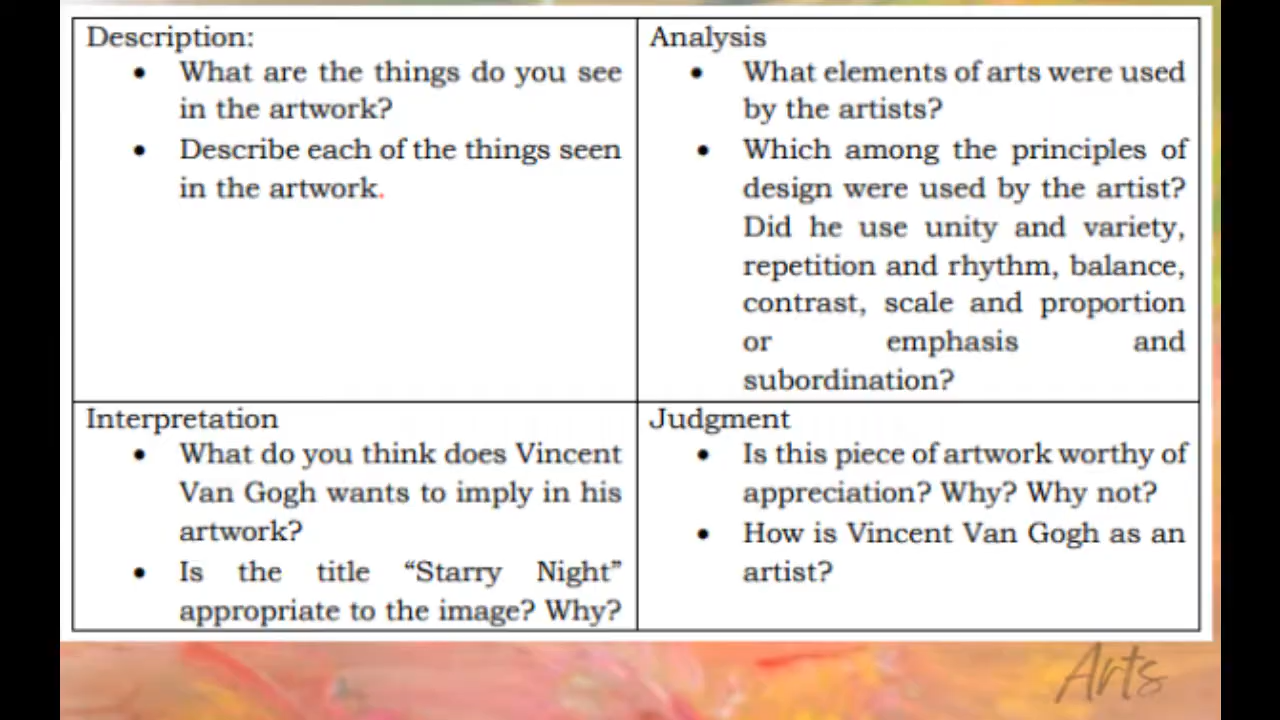 Description:
• What are the things do you see
in the artwork?
• Describe each of the things seen
in the artwork.
Analysis
• What elements of arts were used
by the artists?
• Which among the principles of
design were used by the artist?
Did he use unity and variety,
repetition and rhythm, balance,
contrast, scale and proportion
or emphasis and
subordination?
Interpretation
• What do you think does Vincent
Van Gogh wants to imply in his
artwork?
• Is the title “Starry Night”
appropriate to the image? Why?
Judgment
• Is this piece of artwork worthy of
appreciation? Why? Why not?
• How is Vincent Van Gogh as an
artist?
Arts